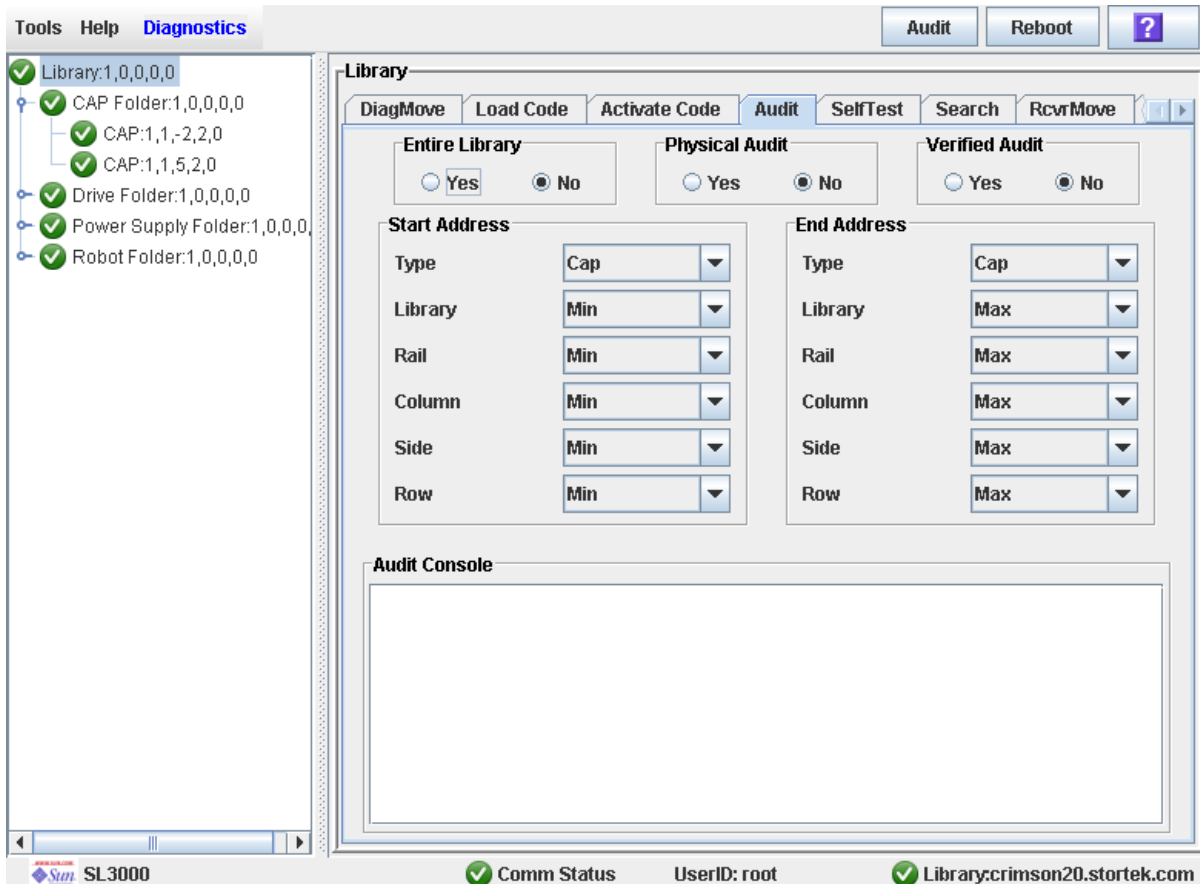 Tools Help Diagnostics Audit Reboot ?
Library:1,0,0,0,0
CAP Folder:1,0,0,0,0
CAP:1,1,-2,2,0
CAP:1,1,5,2,0
Drive Folder:1,0,0,0,0
Power Supply Folder:1,0,0,0,
Robot Folder:1,0,0,0,0
Library
DiagMove Load Code Activate Code Audit SelfTest Search RcvrMove
Entire Library Physical Audit Verified Audit
Yes No Yes No Yes No
Start Address End Address
Type Cap Type Cap
Library Min Library Max
Rail Min Rail Max
Column Min Column Max
Side Min Side Max
Row Min Row Max
Audit Console
www.sun.com
Sun SL3000 Comm Status UserID: root Library:crimson20.stortek.com